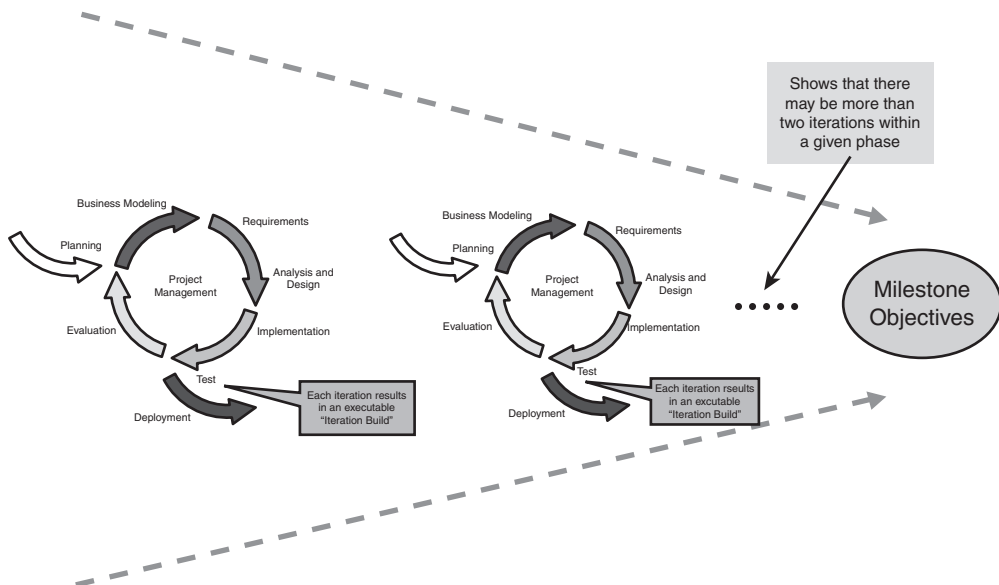 Shows that there
may be more than
two iterations within
a given phase
Business Modeling
Requirements
Planning
Project
Management
Analysis and
Design
Evaluation
Implementation
Test
Deployment
Each iteration results
in an executable
“Iteration Build”
Business Modeling
Requirements
Planning
Project
Management
Analysis and
Design
Evaluation
Implementation
Test
Deployment
Each iteration rseults
in an executable
“Iteration Build”
Milestone
Objectives